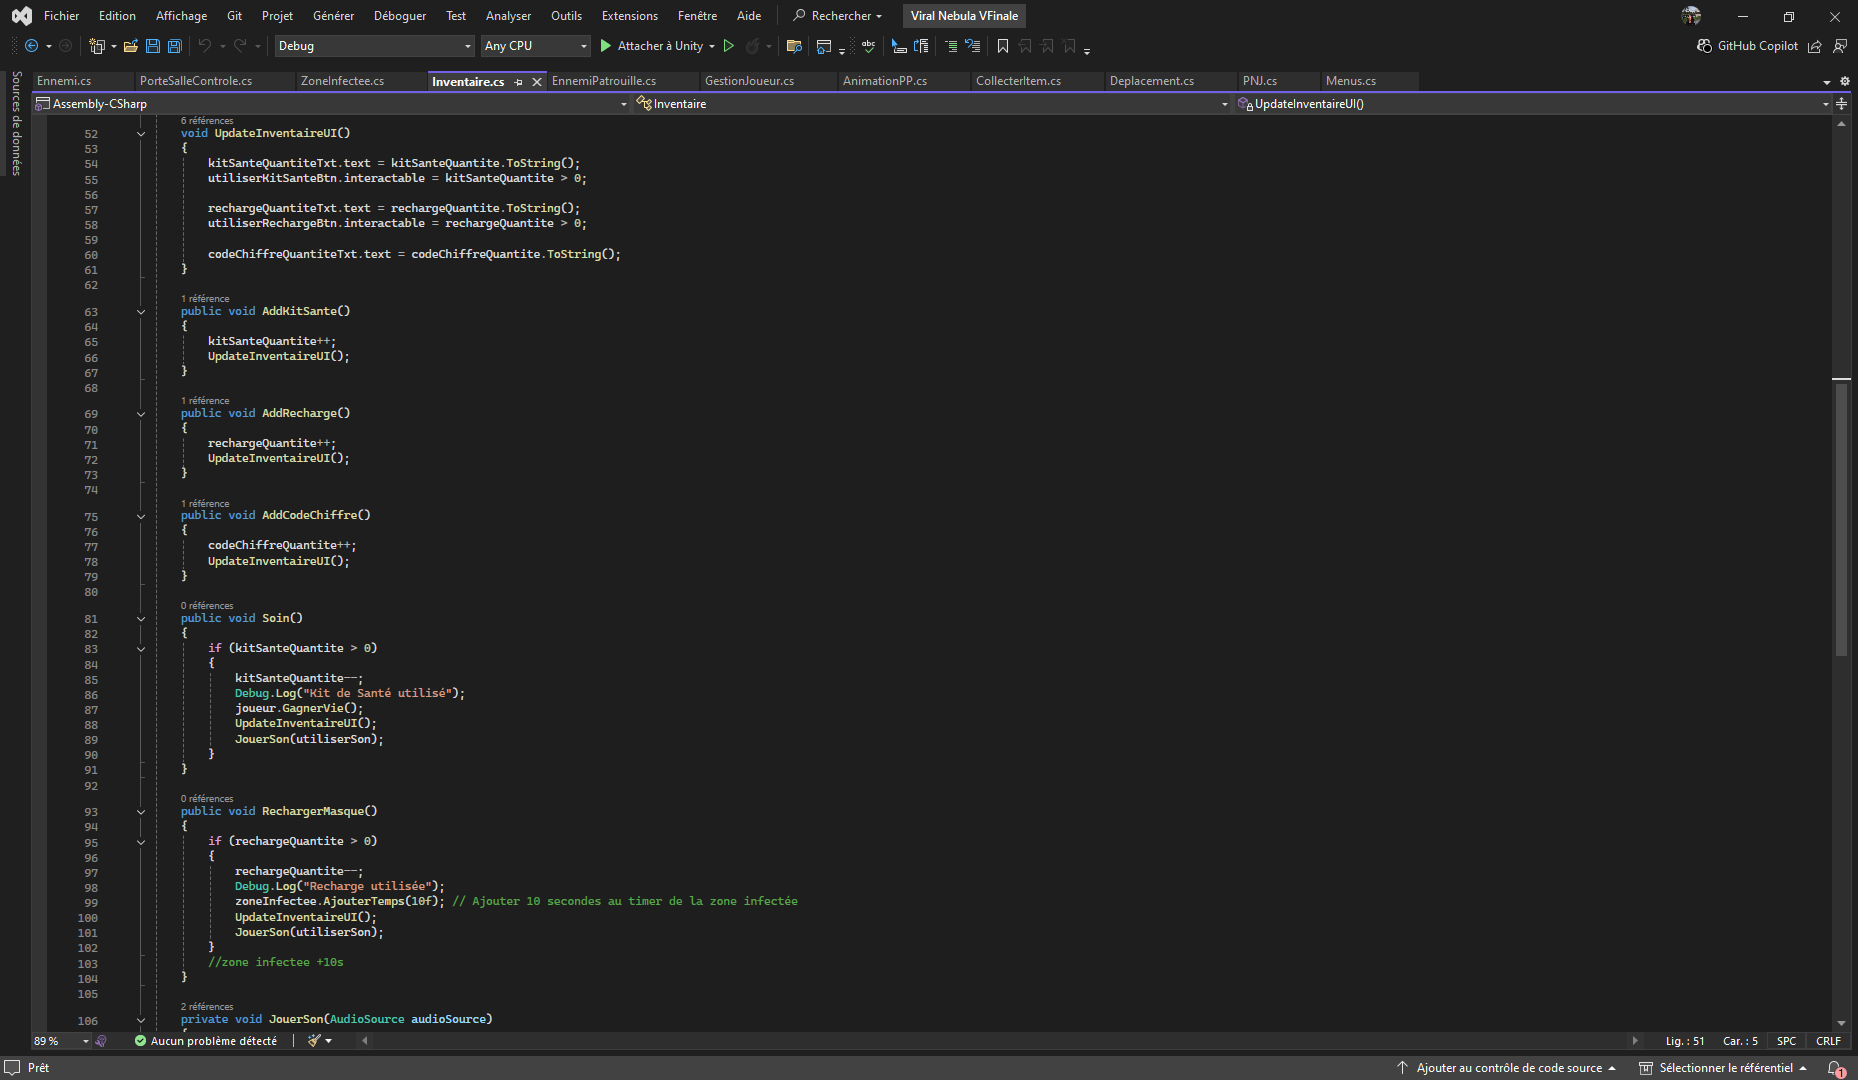 Fichier Edition Affichage Git Projet Générer Déboguer Test Analyser Outils Extensions Fenêtre Aide Rechercher Viral Nebula VFinale
Debug Any CPU Attacher à Unity abc GitHub Copilot
Sources de données
Ennemi.cs PorteSalleControle.cs ZoneInfectee.cs Inventaire.cs EnnemiPatrouille.cs GestionJoueur.cs AnimationPP.cs CollecterItem.cs Deplacement.cs PNJ.cs Menus.cs
Assembly-CSharp Inventaire UpdateInventaireUI()
6 références
52 void UpdateInventaireUI()
53 {
54 kitSanteQuantiteTxt.text = kitSanteQuantite.ToString();
55 utiliserKitSanteBtn.interactable = kitSanteQuantite > 0;
56
57 rechargeQuantiteTxt.text = rechargeQuantite.ToString();
58 utiliserRechargeBtn.interactable = rechargeQuantite > 0;
59
60 codeChiffreQuantiteTxt.text = codeChiffreQuantite.ToString();
61 }
62
1 référence
63 public void AddKitSante()
64 {
65 kitSanteQuantite++;
66 UpdateInventaireUI();
67 }
68
1 référence
69 public void AddRecharge()
70 {
71 rechargeQuantite++;
72 UpdateInventaireUI();
73 }
74
1 référence
75 public void AddCodeChiffre()
76 {
77 codeChiffreQuantite++;
78 UpdateInventaireUI();
79 }
80
0 références
81 public void Soin()
82 {
83 if (kitSanteQuantite > 0)
84 {
85 kitSanteQuantite--;
86 Debug.Log("Kit de Santé utilisé");
87 joueur.GagnerVie();
88 UpdateInventaireUI();
89 JouerSon(utiliserSon);
90 }
91 }
92
0 références
93 public void RechargerMasque()
94 {
95 if (rechargeQuantite > 0)
96 {
97 rechargeQuantite--;
98 Debug.Log("Recharge utilisée");
99 zoneInfectee.AjouterTemps(10f); // Ajouter 10 secondes au timer de la zone infectée
100 UpdateInventaireUI();
101 JouerSon(utiliserSon);
102 }
103 //zone infectee +10s
104 }
105
2 références
106 private void JouerSon(AudioSource audioSource)
89 % Aucun problème détecté Lig. : 51 Car. : 5 SPC CRLF
Prêt Ajouter au contrôle de code source Sélectionner le référentiel 1